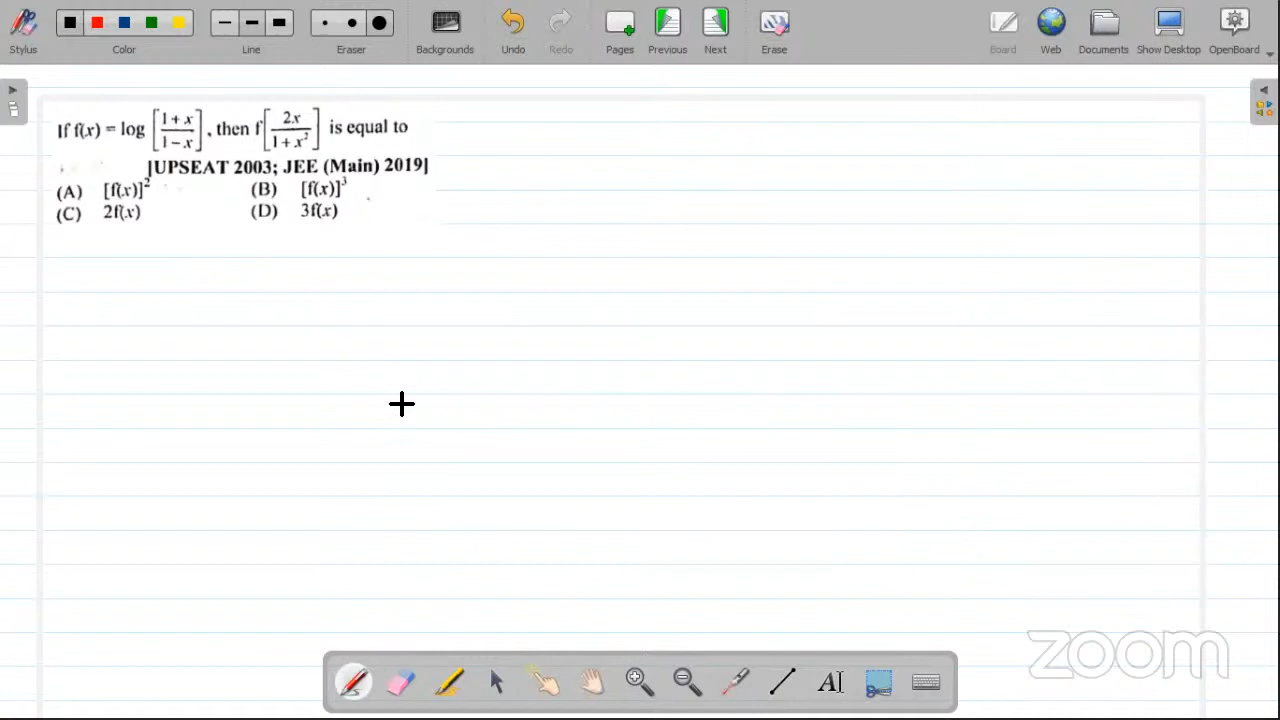 Stylus Color Line Eraser Backgrounds Undo Redo Pages Previous Next Erase Board Web Documents Show Desktop OpenBoard
If f(x) = log [(1 + x)/(1 − x)], then f[2x/(1 + x²)] is equal to
[UPSEAT 2003; JEE (Main) 2019]
(A) [f(x)]² (B) [f(x)]³
(C) 2f(x) (D) 3f(x)
zoom